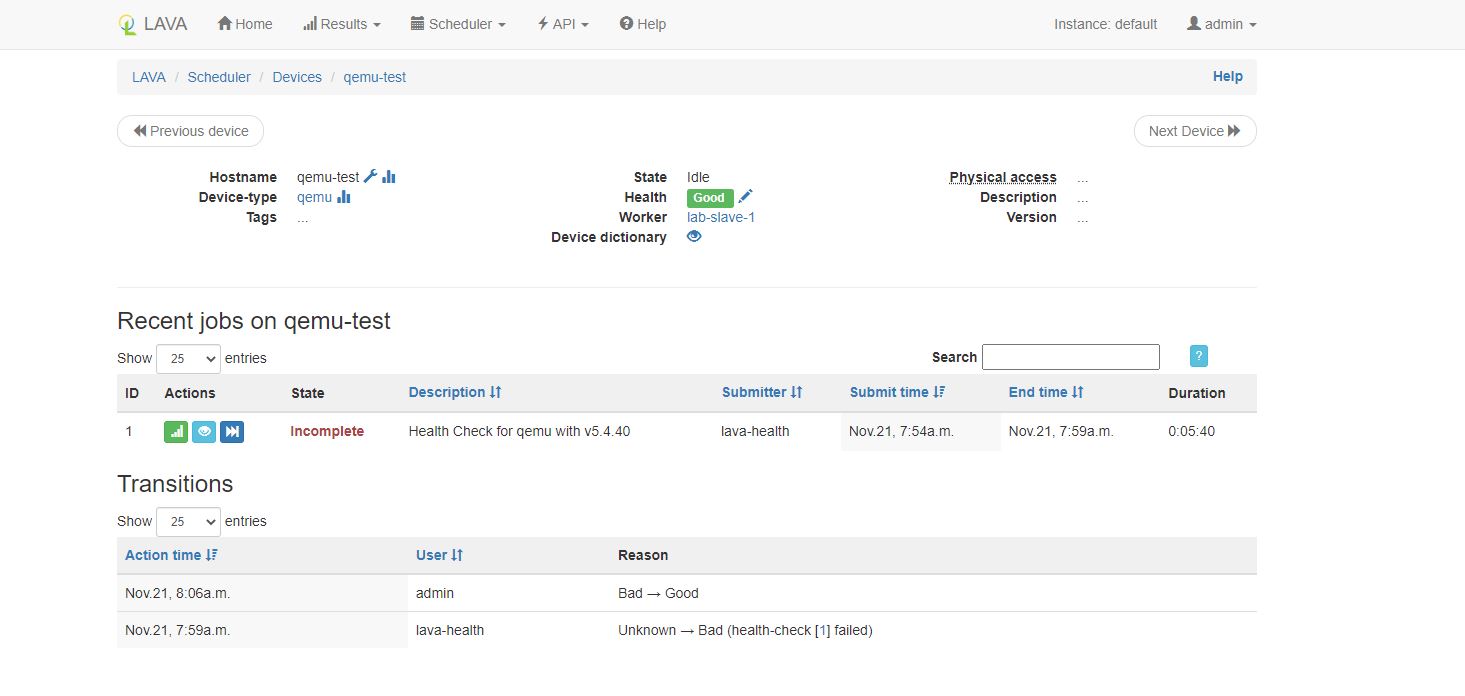 LAVA Home Results Scheduler API Help Instance: default admin
LAVA / Scheduler / Devices / qemu-test Help
Previous device Next Device
Hostname qemu-test State Idle Physical access ...
Device-type qemu Health Good Description ...
Tags ... Worker lab-slave-1 Version ...
Device dictionary
Recent jobs on qemu-test
Show 25 entries Search ?
ID Actions State Description Submitter Submit time End time Duration
1 Incomplete Health Check for qemu with v5.4.40 lava-health Nov.21, 7:54a.m. Nov.21, 7:59a.m. 0:05:40
Transitions
Show 25 entries
Action time User Reason
Nov.21, 8:06a.m. admin Bad → Good
Nov.21, 7:59a.m. lava-health Unknown → Bad (health-check [1] failed)